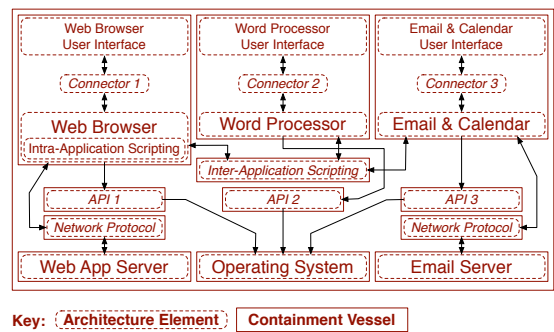 Web Browser
User Interface
Word Processor
User Interface
Email & Calendar
User Interface
Connector 1
Connector 2
Connector 3
Web Browser
Intra-Application Scripting
Word Processor
Email & Calendar
Inter-Application Scripting
API 1
API 2
API 3
Network Protocol
Network Protocol
Web App Server
Operating System
Email Server
Key: Architecture Element Containment Vessel